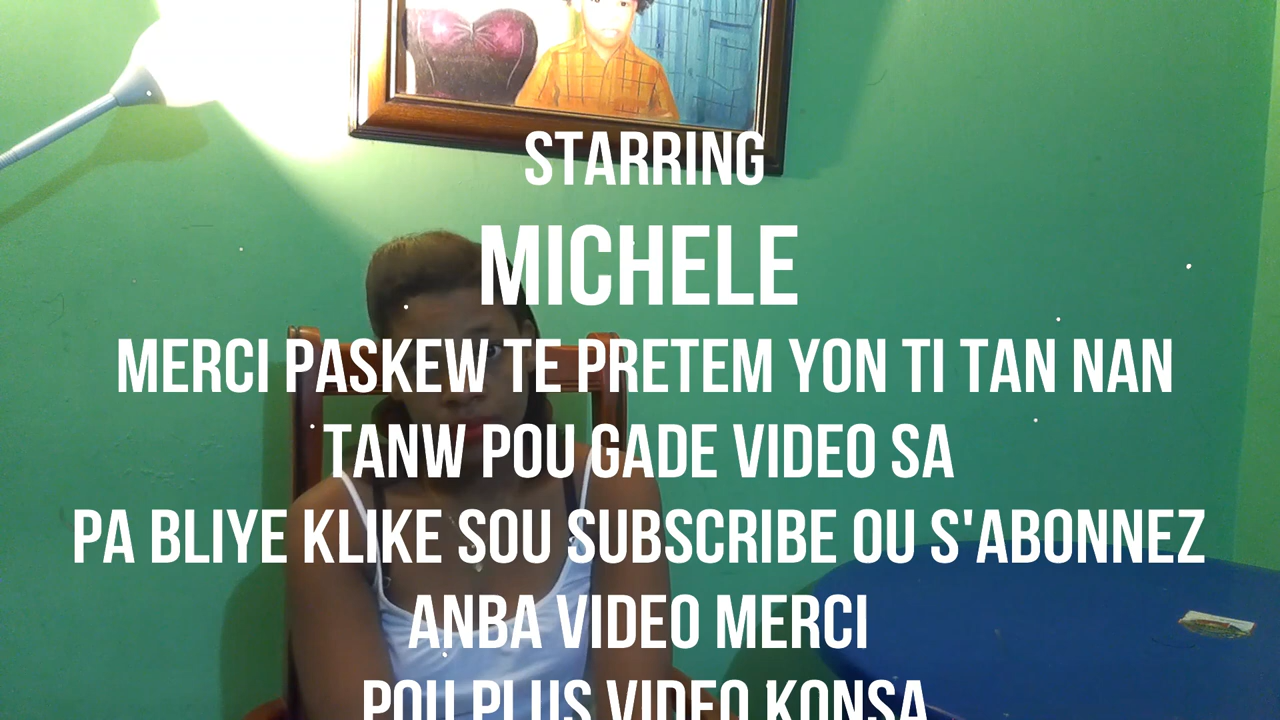 STARRING
MICHELE
MERCI PASKEW TE PRETEM YON TI TAN NAN
TANW POU GADE VIDEO SA
PA BLIYE KLIKE SOU SUBSCRIBE OU S'ABONNEZ
ANBA VIDEO MERCI
POU PLUS VIDEO KONSA